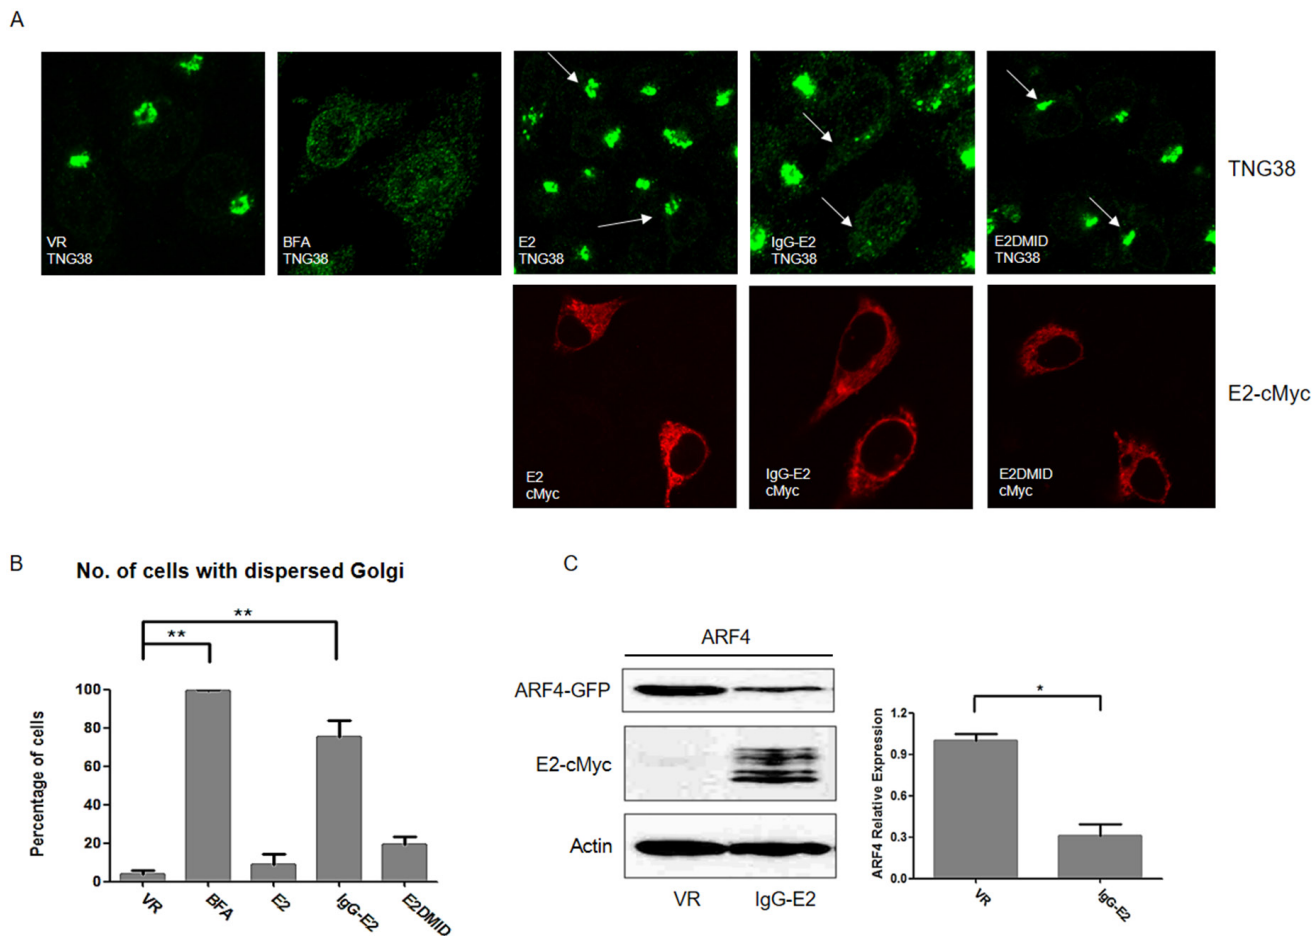 A
VR
TNG38
BFA
TNG38
E2
TNG38
IgG-E2
TNG38
E2DMID
TNG38
TNG38
E2
cMyc
IgG-E2
cMyc
E2DMID
cMyc
E2-cMyc
B
No. of cells with dispersed Golgi
**
**
Percentage of cells
100
80
60
40
20
0
VR
BFA
E2
IgG-E2
E2DMID
C
ARF4
ARF4-GFP
E2-cMyc
Actin
VR IgG-E2
*
ARF4 Relative Expression
1.2
0.9
0.6
0.3
0.0
VR
IgG-E2